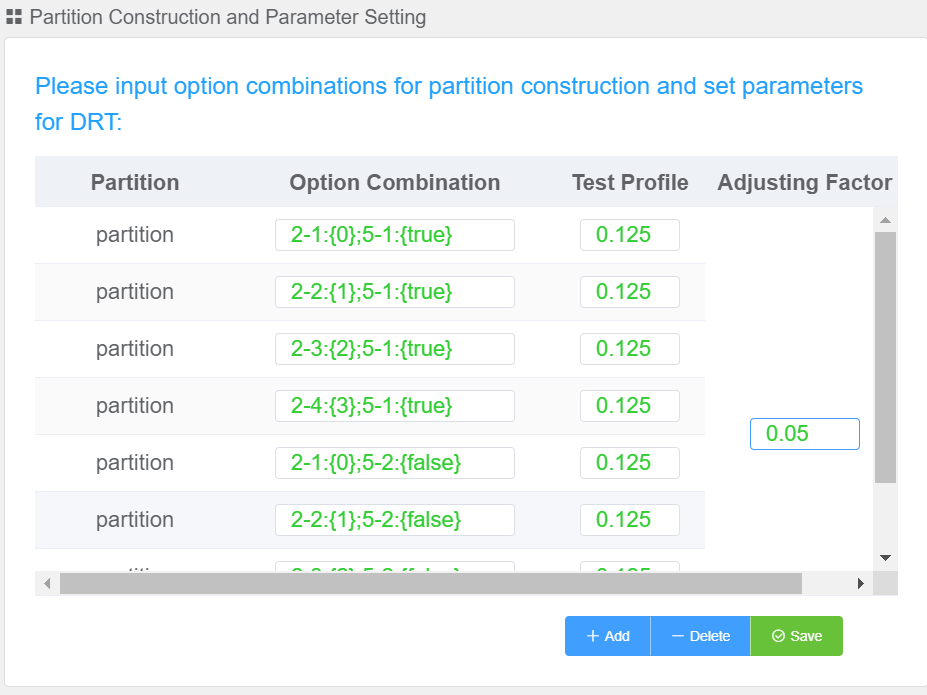 Partition Construction and Parameter Setting
Please input option combinations for partition construction and set parameters
for DRT:
Partition Option Combination Test Profile Adjusting Factor
partition 2-1:{0};5-1:{true} 0.125
partition 2-2:{1};5-1:{true} 0.125
partition 2-3:{2};5-1:{true} 0.125
partition 2-4:{3};5-1:{true} 0.125
0.05
partition 2-1:{0};5-2:{false} 0.125
partition 2-2:{1};5-2:{false} 0.125
+ Add — Delete Save